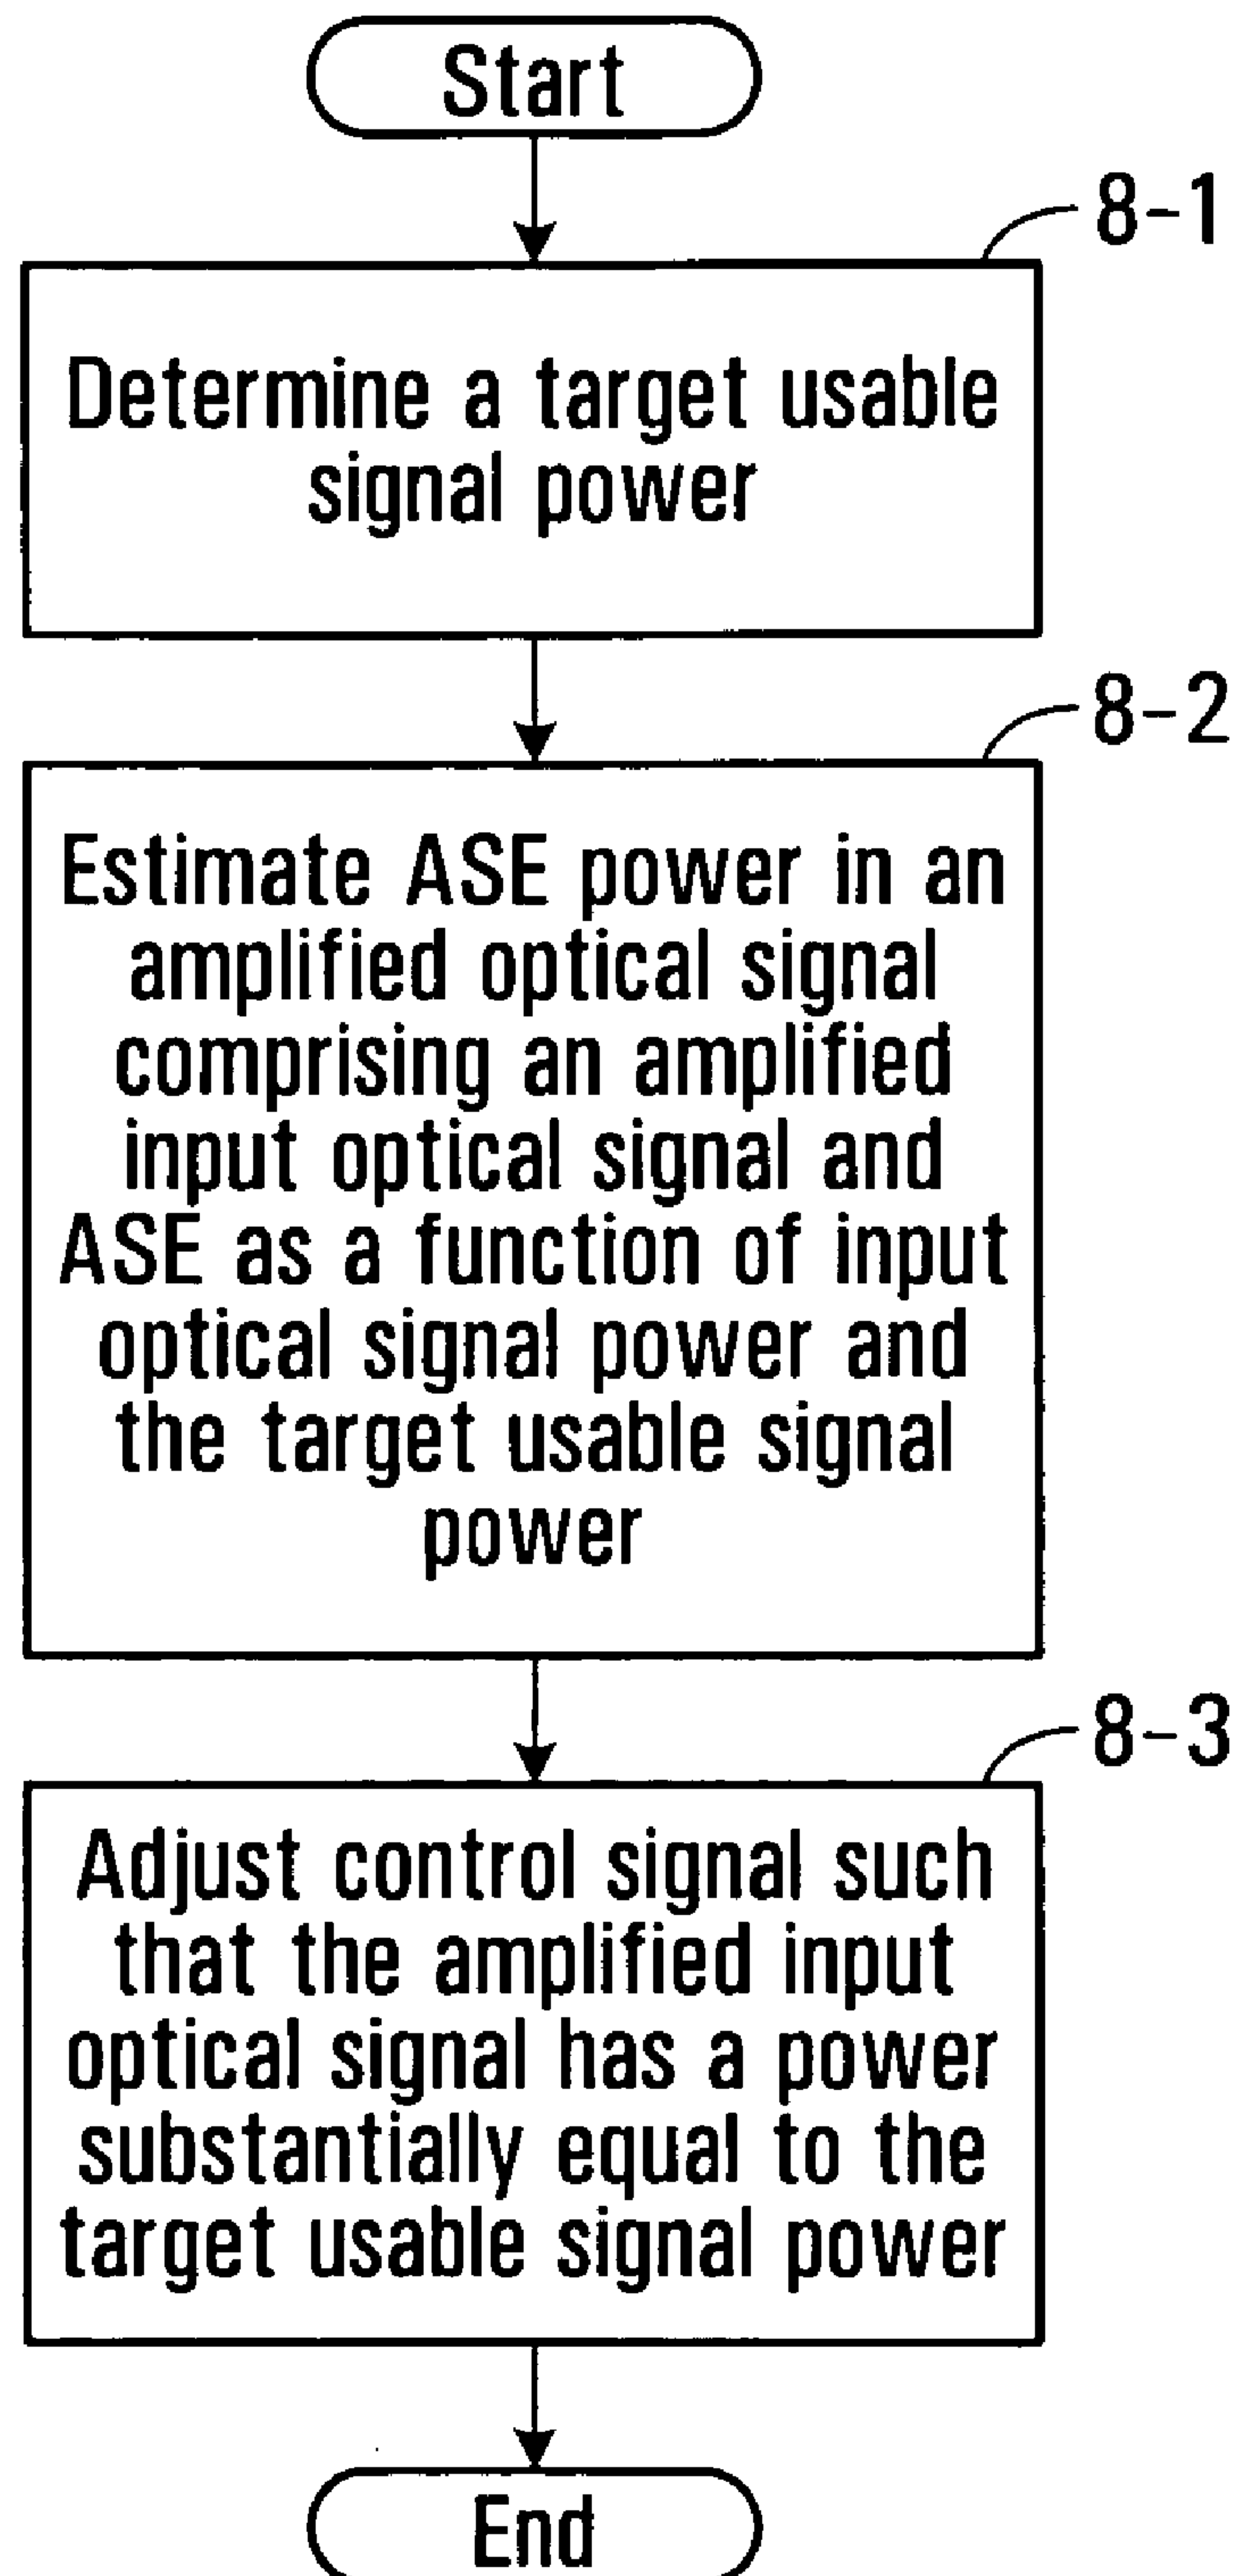 Start
8-1
Determine a target usable
signal power
8-2
Estimate ASE power in an
amplified optical signal
comprising an amplified
input optical signal and
ASE as a function of input
optical signal power and
the target usable signal
power
8-3
Adjust control signal such
that the amplified input
optical signal has a power
substantially equal to the
target usable signal power
End